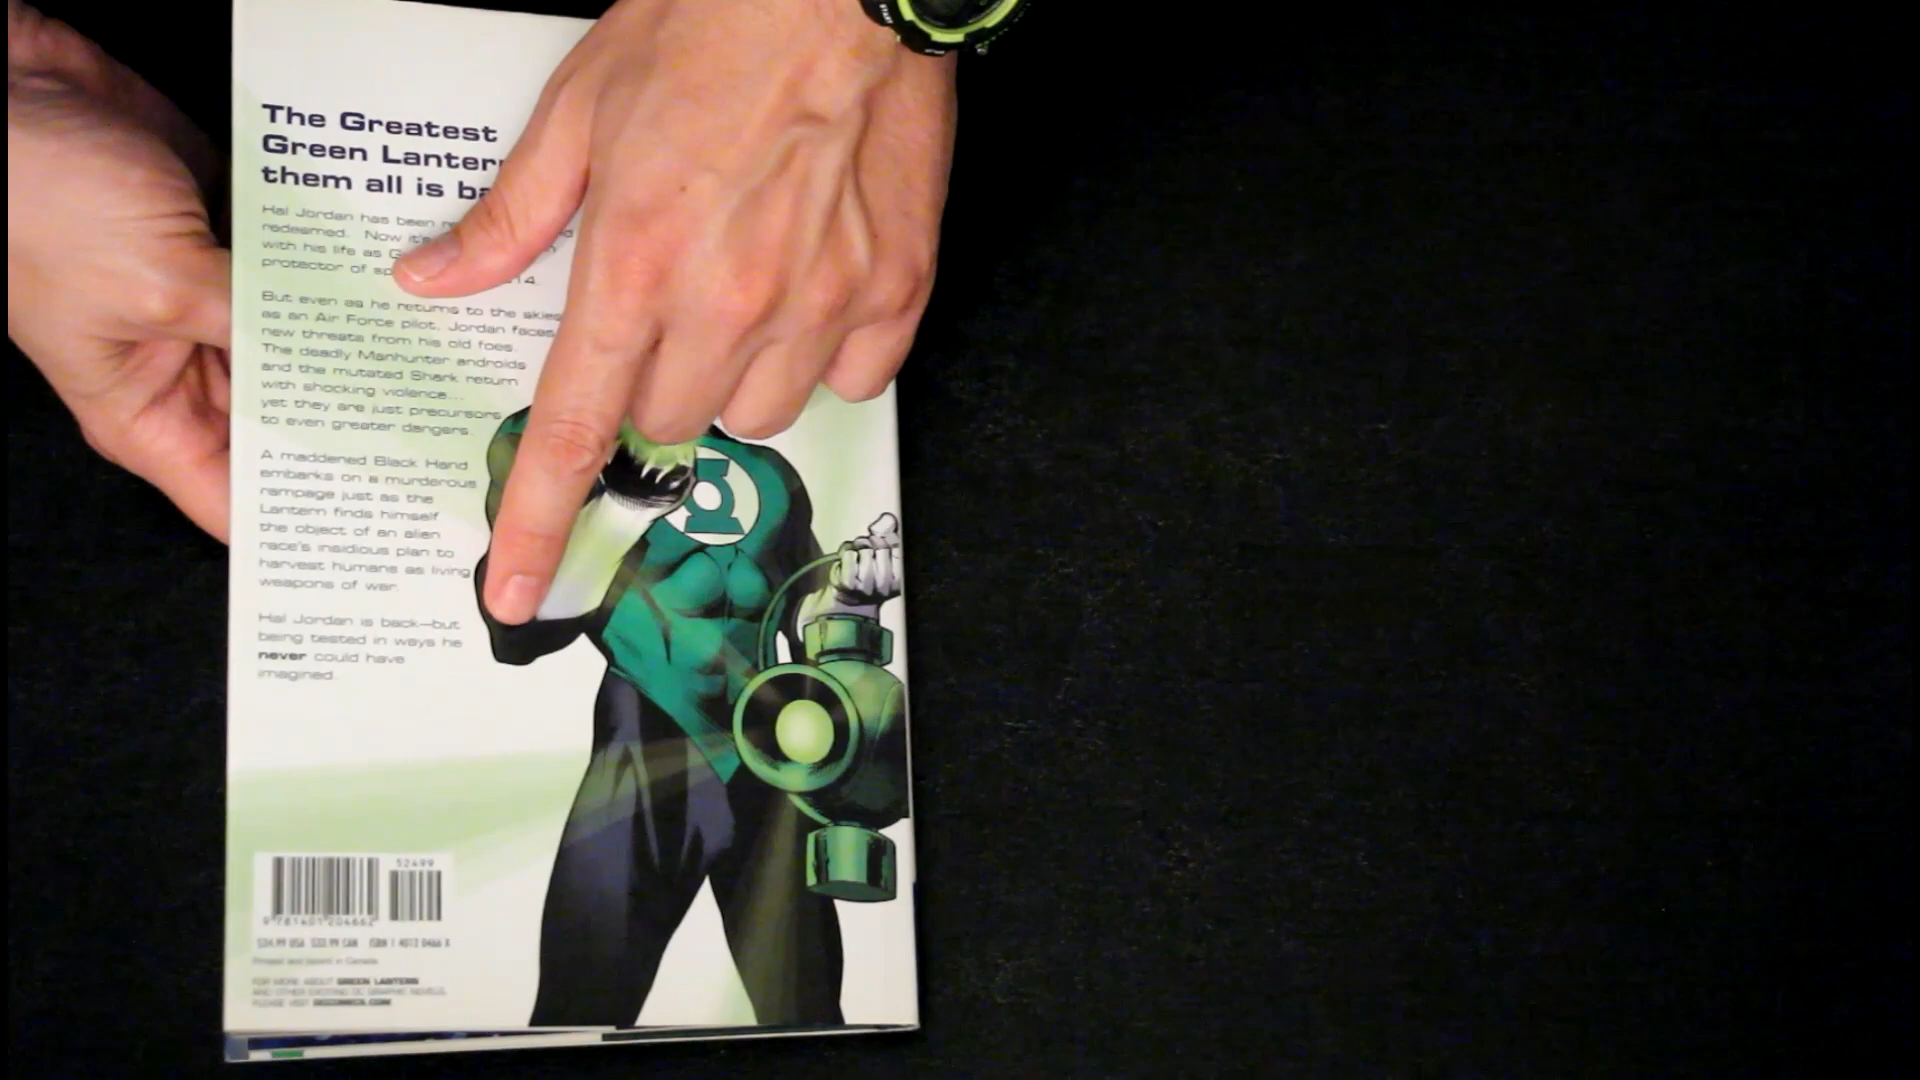 The Greatest
Green Lantern
them all is ba
Hal Jordan has been
redeemed. Now it's
with his life as G
protector of sp 14.
But even as he returns to the skies
as an Air Force pilot, Jordan faces
new threats from his old foes.
The deadly Manhunter androids
and the mutated Shark return
with shocking violence...
yet they are just precursors
to even greater dangers.
A maddened Black Hand
embarks on a murderous
rampage just as the
Lantern finds himself
the object of an alien
race's insidious plan to
harvest humans as living
weapons of war.
Hal Jordan is back—but
being tested in ways he
never could have
imagined.
52499
9 781401 204662
$24.99 USA $33.99 CAN ISBN 1 4012 0466 X
Printed and bound in Canada
FOR MORE ABOUT GREEN LANTERN
AND OTHER EXCITING DC GRAPHIC NOVELS,
PLEASE VISIT DCCOMICS.COM